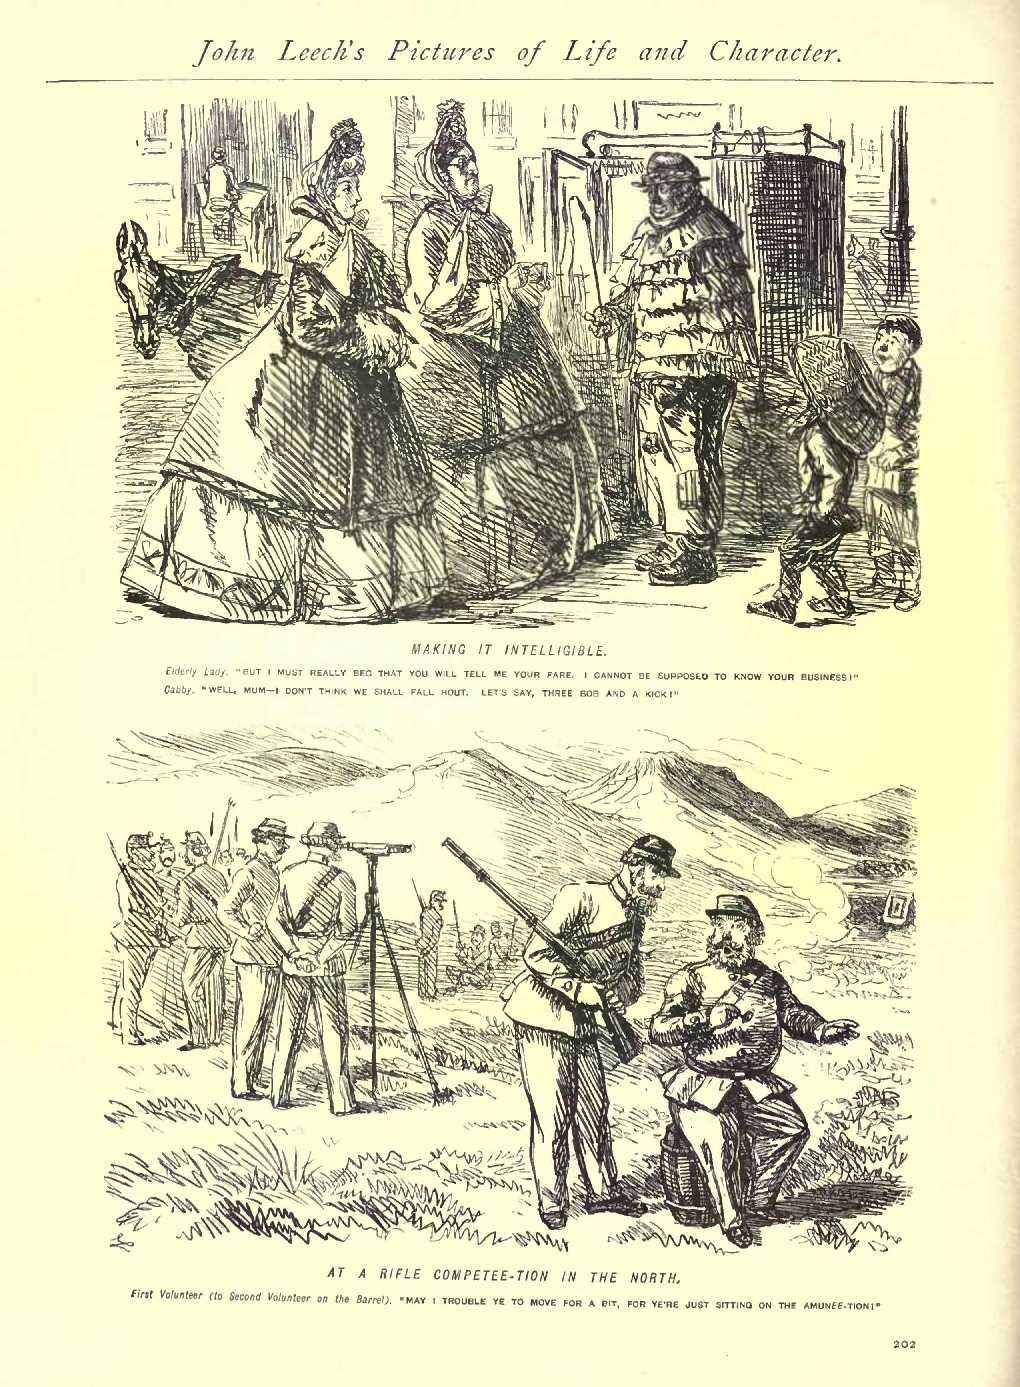 John Leech's Pictures of Life and Character.
MAKING IT INTELLIGIBLE.
Elderly Lady. "BUT I MUST REALLY BEG THAT YOU WILL TELL ME YOUR FARE. I CANNOT BE SUPPOSED TO KNOW YOUR BUSINESS!"
Cabby. "WELL, MUM—I DON'T THINK WE SHALL FALL HOUT. LET'S SAY, THREE BOB AND A KICK!"
AT A RIFLE COMPETEE-TION IN THE NORTH.
First Volunteer (to Second Volunteer on the Barrel). "MAY I TROUBLE YE TO MOVE FOR A BIT, FOR YE'RE JUST SITTING ON THE AMUNEE-TION!"
202